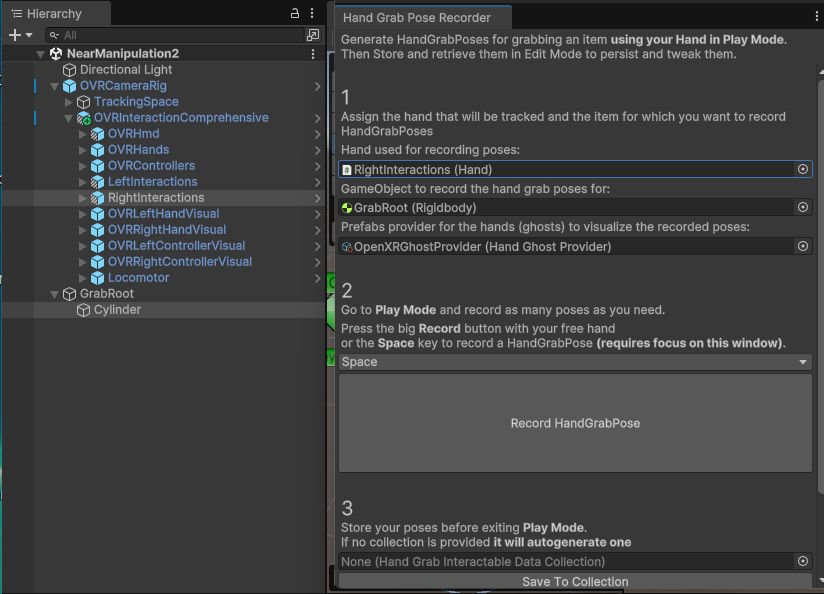 Hierarchy
All
NearManipulation2
Directional Light
OVRCameraRig
TrackingSpace
OVRInteractionComprehensive
OVRHmd
OVRHands
OVRControllers
LeftInteractions
RightInteractions
OVRLeftHandVisual
OVRRightHandVisual
OVRLeftControllerVisual
OVRRightControllerVisual
Locomotor
GrabRoot
Cylinder
Hand Grab Pose Recorder
Generate HandGrabPoses for grabbing an item using your Hand in Play Mode.
Then Store and retrieve them in Edit Mode to persist and tweak them.
1
Assign the hand that will be tracked and the item for which you want to record
HandGrabPoses
Hand used for recording poses:
RightInteractions (Hand)
GameObject to record the hand grab poses for:
GrabRoot (Rigidbody)
Prefabs provider for the hands (ghosts) to visualize the recorded poses:
OpenXRGhostProvider (Hand Ghost Provider)
2
Go to Play Mode and record as many poses as you need.
Press the big Record button with your free hand
or the Space key to record a HandGrabPose (requires focus on this window).
Space
Record HandGrabPose
3
Store your poses before exiting Play Mode.
If no collection is provided it will autogenerate one
None (Hand Grab Interactable Data Collection)
Save To Collection